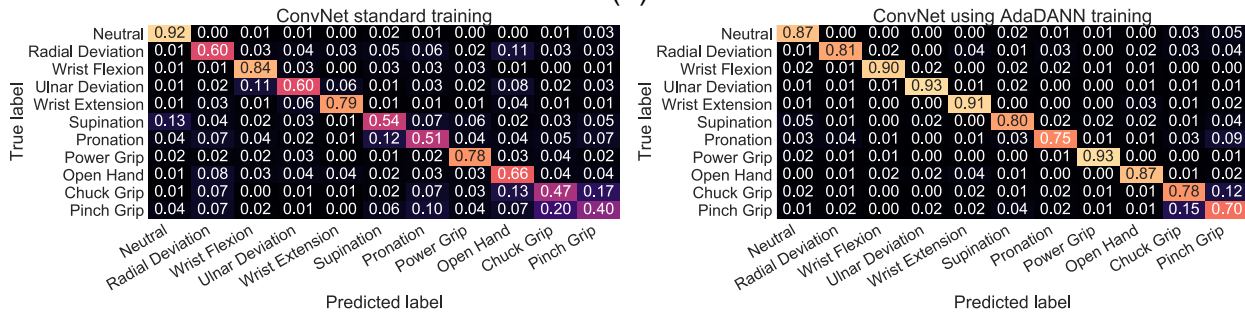 ConvNet standard training
True label
Neutral 0.92 0.00 0.01 0.01 0.00 0.02 0.01 0.00 0.00 0.01 0.03
Radial Deviation 0.01 0.60 0.03 0.04 0.03 0.05 0.06 0.02 0.11 0.03 0.03
Wrist Flexion 0.01 0.01 0.84 0.03 0.00 0.03 0.03 0.03 0.01 0.00 0.01
Ulnar Deviation 0.01 0.02 0.11 0.60 0.06 0.03 0.01 0.02 0.08 0.02 0.03
Wrist Extension 0.01 0.03 0.01 0.06 0.79 0.01 0.01 0.01 0.04 0.01 0.03
Supination 0.13 0.04 0.02 0.03 0.01 0.54 0.07 0.06 0.02 0.03 0.05
Pronation 0.01 0.07 0.04 0.02 0.01 0.12 0.51 0.04 0.04 0.05 0.07
Power Grip 0.02 0.02 0.02 0.03 0.00 0.01 0.02 0.78 0.03 0.04 0.02
Open Hand 0.01 0.08 0.03 0.04 0.04 0.02 0.03 0.03 0.66 0.03 0.04
Chuck Grip 0.01 0.07 0.00 0.01 0.01 0.02 0.07 0.03 0.13 0.47 0.17
Pinch Grip 0.04 0.07 0.02 0.01 0.00 0.06 0.10 0.04 0.07 0.20 0.40
Neutral
Radial Deviation
Wrist Flexion
Ulnar Deviation
Wrist Extension
Supination
Pronation
Power Grip
Open Hand
Chuck Grip
Pinch Grip
Predicted label
ConvNet using AdaDANN training
True label
Neutral 0.87 0.00 0.00 0.00 0.00 0.02 0.01 0.01 0.00 0.03 0.05
Radial Deviation 0.01 0.81 0.02 0.00 0.04 0.01 0.03 0.00 0.02 0.03 0.04
Wrist Flexion 0.02 0.01 0.90 0.02 0.00 0.02 0.01 0.01 0.00 0.00 0.01
Ulnar Deviation 0.01 0.00 0.01 0.93 0.01 0.00 0.02 0.00 0.00 0.00 0.01
Wrist Extension 0.01 0.01 0.00 0.01 0.91 0.00 0.00 0.00 0.03 0.01 0.02
Supination 0.05 0.01 0.00 0.02 0.00 0.80 0.02 0.02 0.01 0.01 0.04
Pronation 0.03 0.04 0.01 0.00 0.01 0.02 0.75 0.01 0.01 0.03 0.09
Power Grip 0.02 0.01 0.01 0.00 0.00 0.01 0.01 0.93 0.00 0.00 0.01
Open Hand 0.00 0.01 0.02 0.02 0.04 0.01 0.00 0.00 0.87 0.01 0.02
Chuck Grip 0.01 0.01 0.00 0.01 0.01 0.00 0.02 0.01 0.01 0.78 0.12
Pinch Grip 0.01 0.02 0.00 0.02 0.02 0.04 0.02 0.01 0.01 0.15 0.70
Neutral
Radial Deviation
Wrist Flexion
Ulnar Deviation
Wrist Extension
Supination
Pronation
Power Grip
Open Hand
Chuck Grip
Pinch Grip
Predicted label